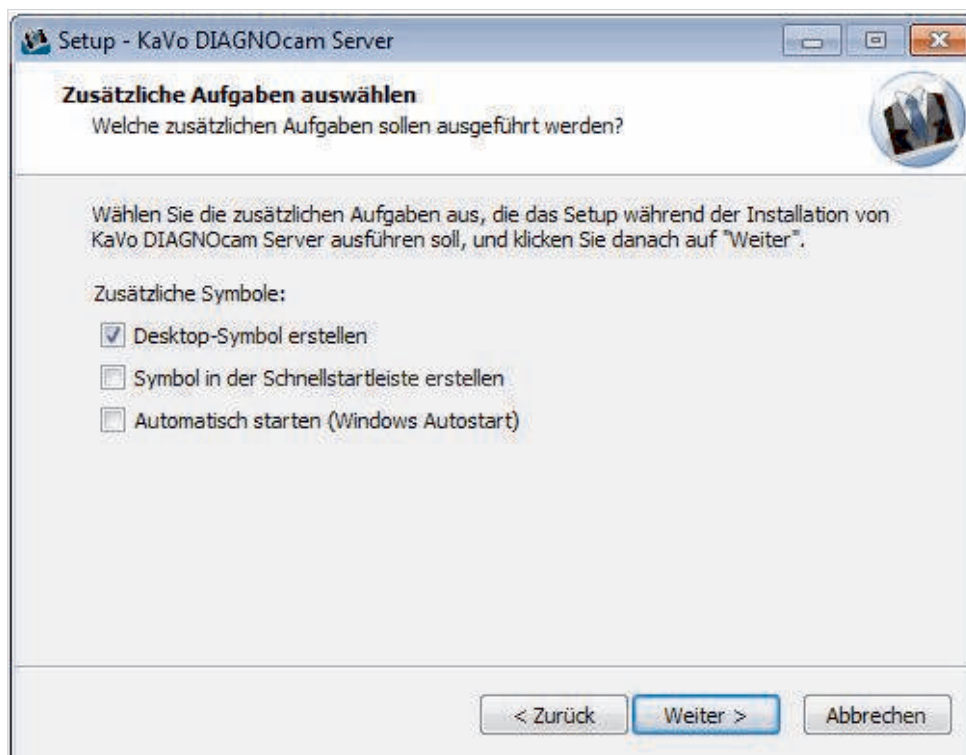 Setup - KaVo DIAGNOcam Server
Zusätzliche Aufgaben auswählen
Welche zusätzlichen Aufgaben sollen ausgeführt werden?
Wählen Sie die zusätzlichen Aufgaben aus, die das Setup während der Installation von
KaVo DIAGNOcam Server ausführen soll, und klicken Sie danach auf "Weiter".
Zusätzliche Symbole:
Desktop-Symbol erstellen
Symbol in der Schnellstartleiste erstellen
Automatisch starten (Windows Autostart)
< Zurück Weiter > Abbrechen